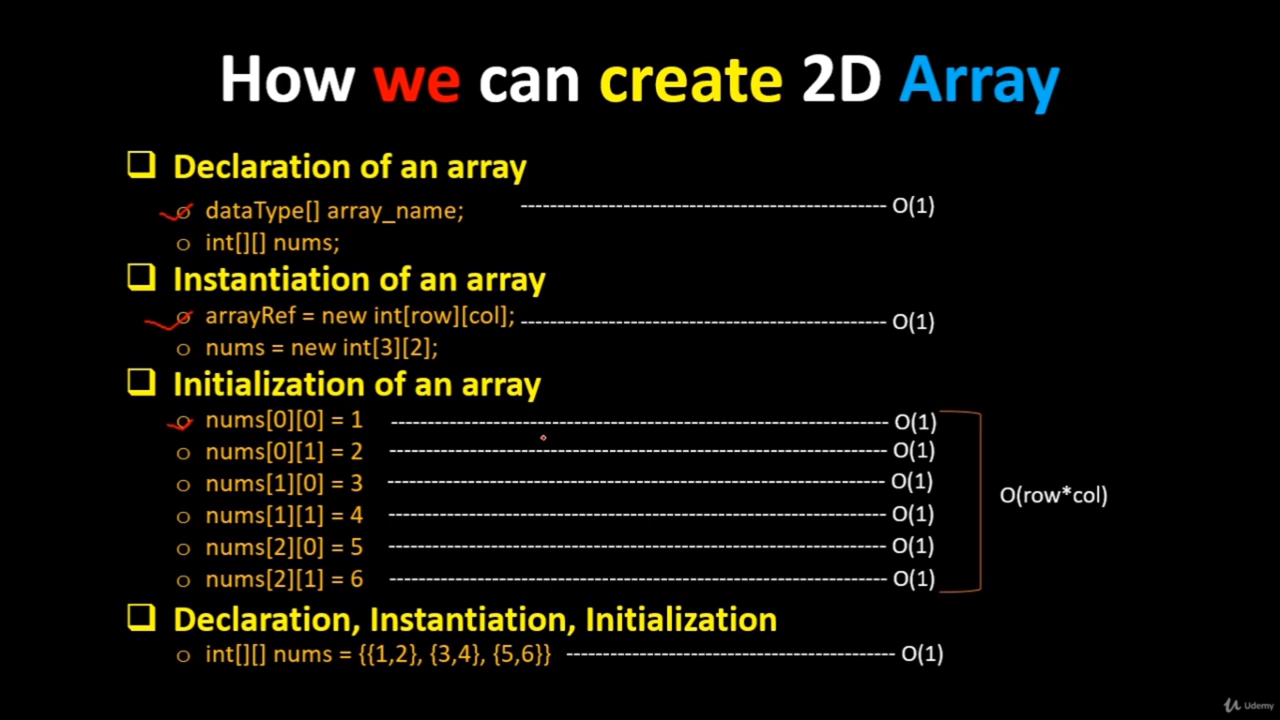 How we can create 2D Array
Declaration of an array
dataType[] array_name; ---------------------------------------------------- O(1)
int[][] nums;
Instantiation of an array
arrayRef = new int[row][col]; ---------------------------------------------------- O(1)
nums = new int[3][2];
Initialization of an array
nums[0][0] = 1 ---------------------------------------------------- O(1)
nums[0][1] = 2 ---------------------------------------------------- O(1)
nums[1][0] = 3 ---------------------------------------------------- O(1)
O(row*col)
nums[1][1] = 4 ---------------------------------------------------- O(1)
nums[2][0] = 5 ---------------------------------------------------- O(1)
nums[2][1] = 6 ---------------------------------------------------- O(1)
Declaration, Instantiation, Initialization
int[][] nums = {{1,2}, {3,4}, {5,6}} ---------------------------------------------------- O(1)
Udemy